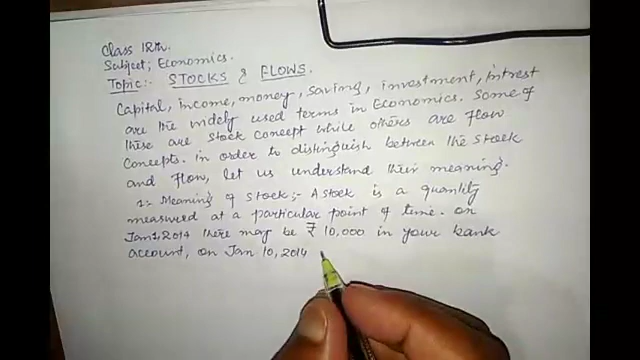 Class 12th.
Subject; Economics.
Topic:- STOCKS & FLOWS.
Capital, income, money, saving, investment, intrest
are the widely used terms in Economics. Some of
these are stock concept while others are flow
concepts. In order to distinguish between the stock
and flow, let us understand their meaning.
1:- Meaning of stock;- A stock is a quantity
measured at a particular point of time. On
Jan 1, 2014 there may be ₹ 10,000 in your bank
account, on Jan 10, 2014